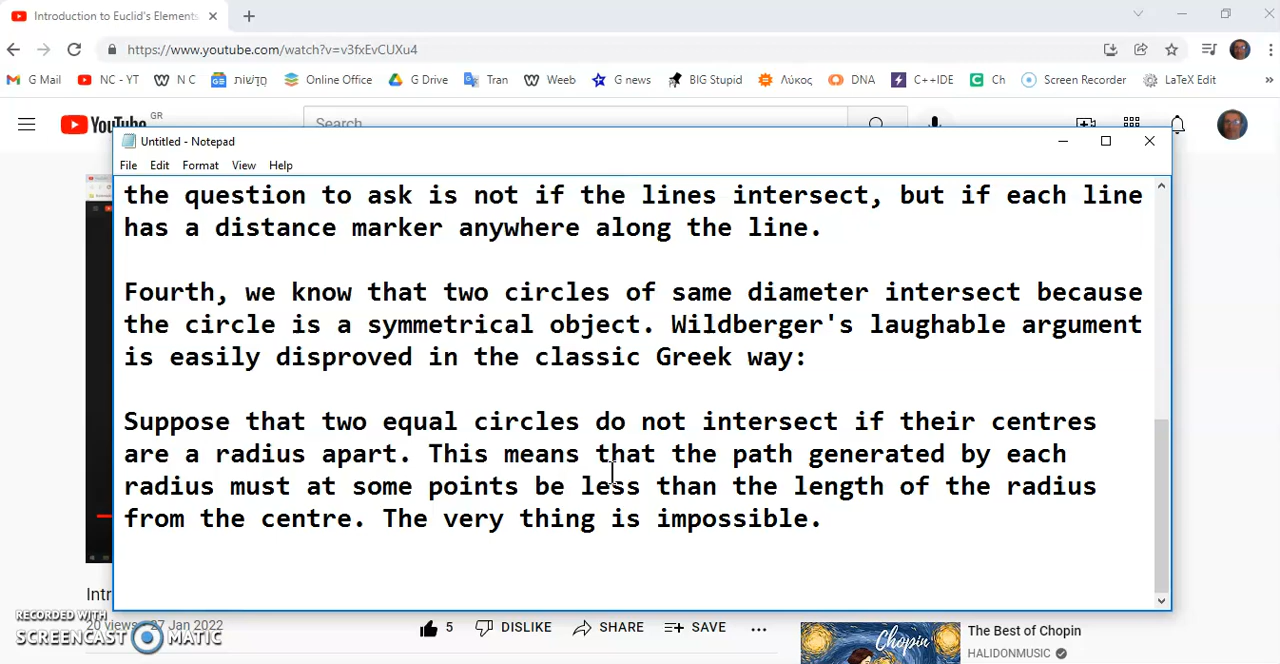 Introduction to Euclid's Elements
https://www.youtube.com/watch?v=v3fxEvCUXu4
G Mail NC - YT N C חֲדָשׁוֹת Online Office G Drive Tran Weeb G news BIG Stupid Λύκος DNA C++IDE Ch Screen Recorder LaTeX Edit »
YouTube GR Search
Untitled - Notepad
File Edit Format View Help
the question to ask is not if the lines intersect, but if each line
has a distance marker anywhere along the line.
Fourth, we know that two circles of same diameter intersect because
the circle is a symmetrical object. Wildberger's laughable argument
is easily disproved in the classic Greek way:
Suppose that two equal circles do not intersect if their centres
are a radius apart. This means that the path generated by each
radius must at some points be less than the length of the radius
from the centre. The very thing is impossible.
Intr
20 views 27 Jan 2022 5 DISLIKE SHARE SAVE ...
RECORDED WITH
SCREENCAST MATIC
Chopin
The Best of Chopin
HALIDONMUSIC